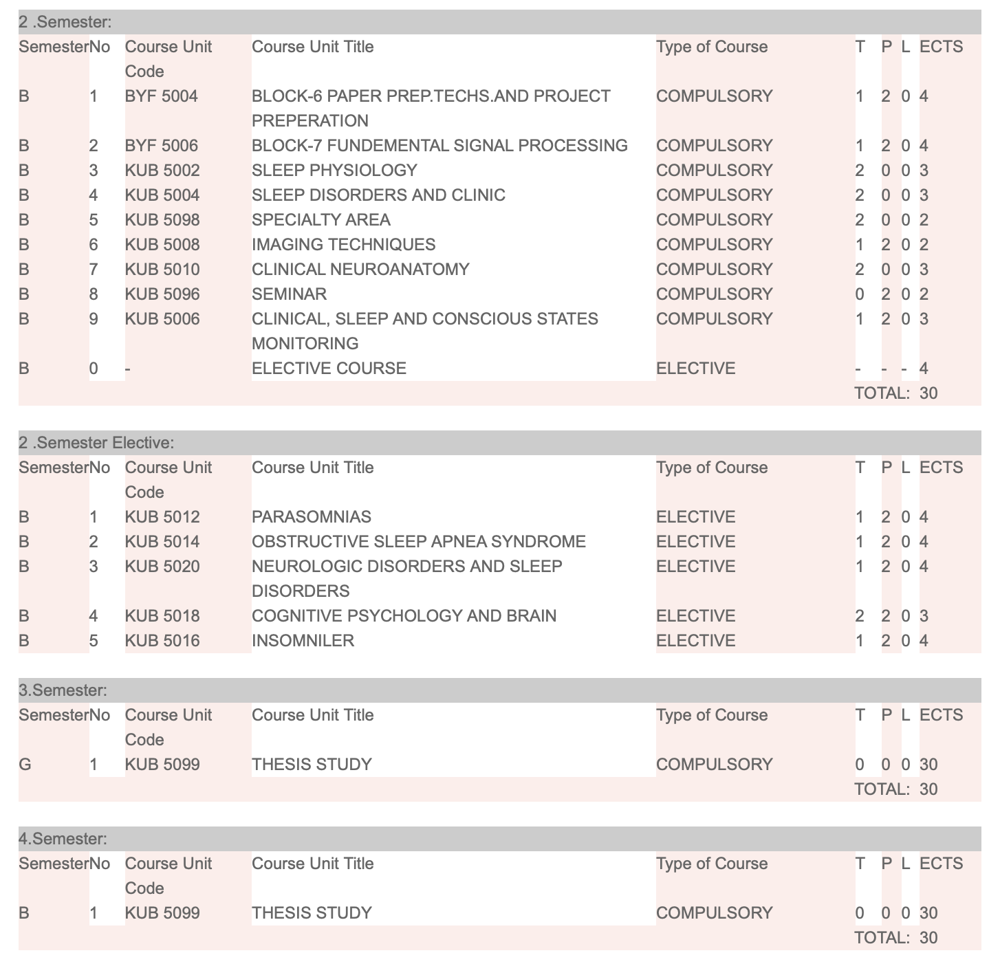 2 .Semester:
Semester No Course Unit Code Course Unit Title Type of Course T P L ECTS
B 1 BYF 5004 BLOCK-6 PAPER PREP.TECHS.AND PROJECT PREPERATION COMPULSORY 1 2 0 4
B 2 BYF 5006 BLOCK-7 FUNDEMENTAL SIGNAL PROCESSING COMPULSORY 1 2 0 4
B 3 KUB 5002 SLEEP PHYSIOLOGY COMPULSORY 2 0 0 3
B 4 KUB 5004 SLEEP DISORDERS AND CLINIC COMPULSORY 2 0 0 3
B 5 KUB 5098 SPECIALTY AREA COMPULSORY 2 0 0 2
B 6 KUB 5008 IMAGING TECHNIQUES COMPULSORY 1 2 0 2
B 7 KUB 5010 CLINICAL NEUROANATOMY COMPULSORY 2 0 0 3
B 8 KUB 5096 SEMINAR COMPULSORY 0 2 0 2
B 9 KUB 5006 CLINICAL, SLEEP AND CONSCIOUS STATES MONITORING COMPULSORY 1 2 0 3
B 0 - ELECTIVE COURSE ELECTIVE - - - 4
TOTAL: 30
2 .Semester Elective:
Semester No Course Unit Code Course Unit Title Type of Course T P L ECTS
B 1 KUB 5012 PARASOMNIAS ELECTIVE 1 2 0 4
B 2 KUB 5014 OBSTRUCTIVE SLEEP APNEA SYNDROME ELECTIVE 1 2 0 4
B 3 KUB 5020 NEUROLOGIC DISORDERS AND SLEEP DISORDERS ELECTIVE 1 2 0 4
B 4 KUB 5018 COGNITIVE PSYCHOLOGY AND BRAIN ELECTIVE 2 2 0 3
B 5 KUB 5016 INSOMNILER ELECTIVE 1 2 0 4
3.Semester:
Semester No Course Unit Code Course Unit Title Type of Course T P L ECTS
G 1 KUB 5099 THESIS STUDY COMPULSORY 0 0 0 30
TOTAL: 30
4.Semester:
Semester No Course Unit Code Course Unit Title Type of Course T P L ECTS
B 1 KUB 5099 THESIS STUDY COMPULSORY 0 0 0 30
TOTAL: 30